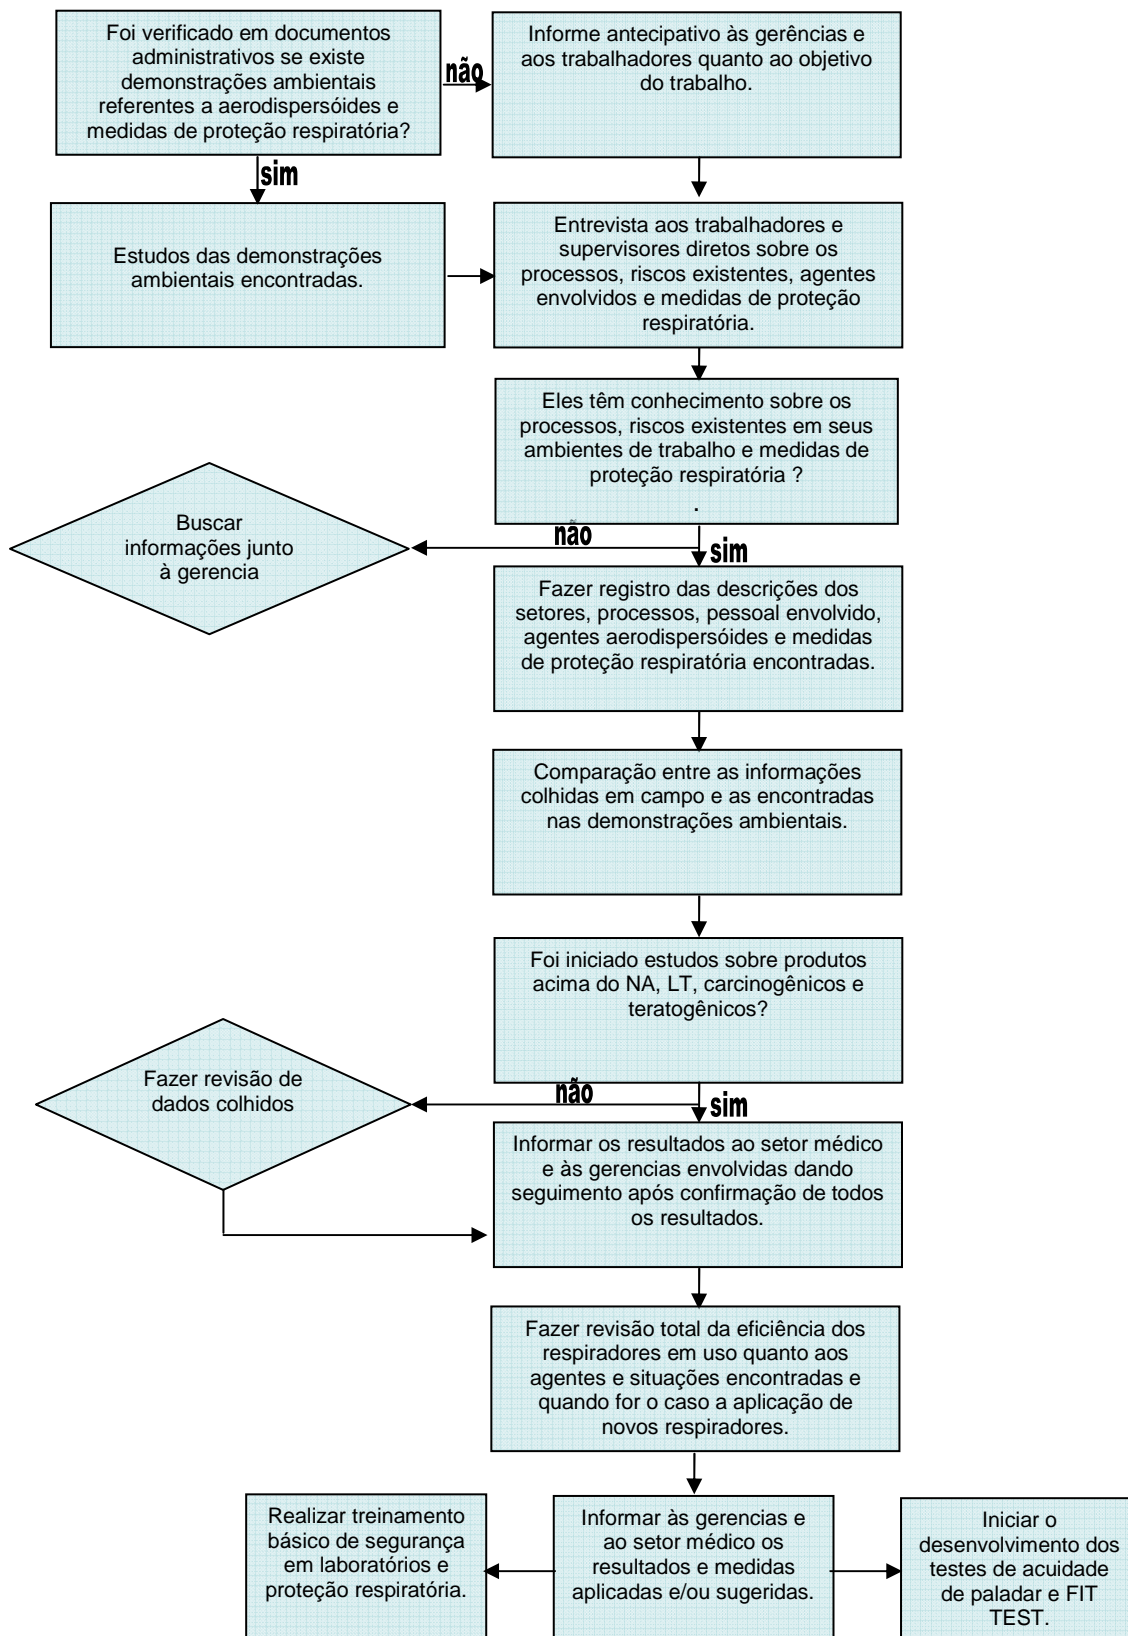 Foi verificado em documentos
administrativos se existe
demonstrações ambientais
referentes a aerodispersóides e
medidas de proteção respiratória?
não
Informe antecipativo às gerências e
aos trabalhadores quanto ao objetivo
do trabalho.
sim
Estudos das demonstrações
ambientais encontradas.
Entrevista aos trabalhadores e
supervisores diretos sobre os
processos, riscos existentes, agentes
envolvidos e medidas de proteção
respiratória.
Eles têm conhecimento sobre os
processos, riscos existentes em seus
ambientes de trabalho e medidas de
proteção respiratória ?
.
não
sim
Buscar
informações junto
à gerencia
Fazer registro das descrições dos
setores, processos, pessoal envolvido,
agentes aerodispersóides e medidas
de proteção respiratória encontradas.
Comparação entre as informações
colhidas em campo e as encontradas
nas demonstrações ambientais.
Foi iniciado estudos sobre produtos
acima do NA, LT, carcinogênicos e
teratogênicos?
não
sim
Fazer revisão de
dados colhidos
Informar os resultados ao setor médico
e às gerencias envolvidas dando
seguimento após confirmação de todos
os resultados.
Fazer revisão total da eficiência dos
respiradores em uso quanto aos
agentes e situações encontradas e
quando for o caso a aplicação de
novos respiradores.
Realizar treinamento
básico de segurança
em laboratórios e
proteção respiratória.
Informar às gerencias e
ao setor médico os
resultados e medidas
aplicadas e/ou sugeridas.
Iniciar o
desenvolvimento dos
testes de acuidade
de paladar e FIT
TEST.